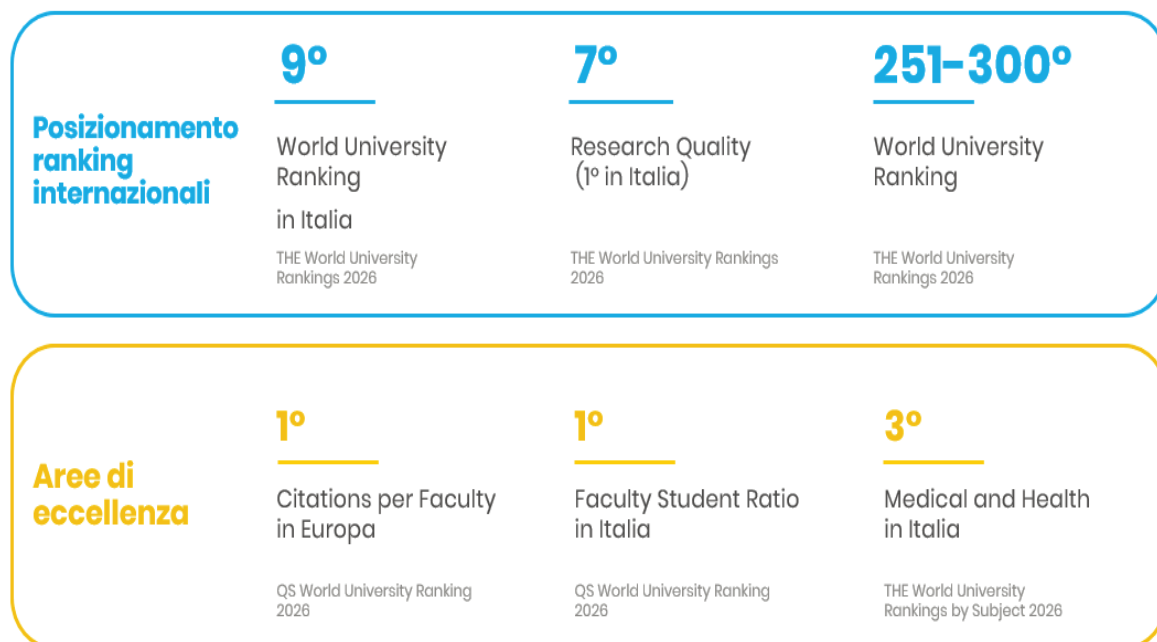 Posizionamento
ranking
internazionali
9°
World University
Ranking
in Italia
THE World University
Rankings 2026
7°
Research Quality
(1° in Italia)
THE World University Rankings
2026
251-300°
World University
Ranking
THE World University
Rankings 2026
Aree di
eccellenza
1°
Citations per Faculty
in Europa
QS World University Ranking
2026
1°
Faculty Student Ratio
in Italia
QS World University Ranking
2026
3°
Medical and Health
in Italia
THE World University
Rankings by Subject 2026